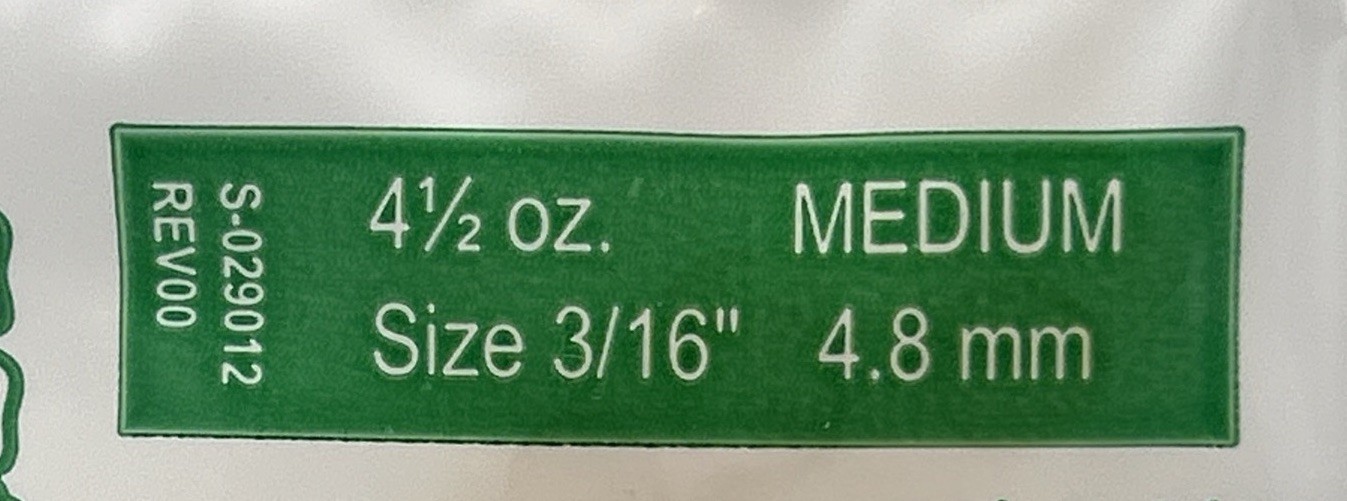 S-029012
REV00
4½ oz. MEDIUM
Size 3/16" 4.8 mm